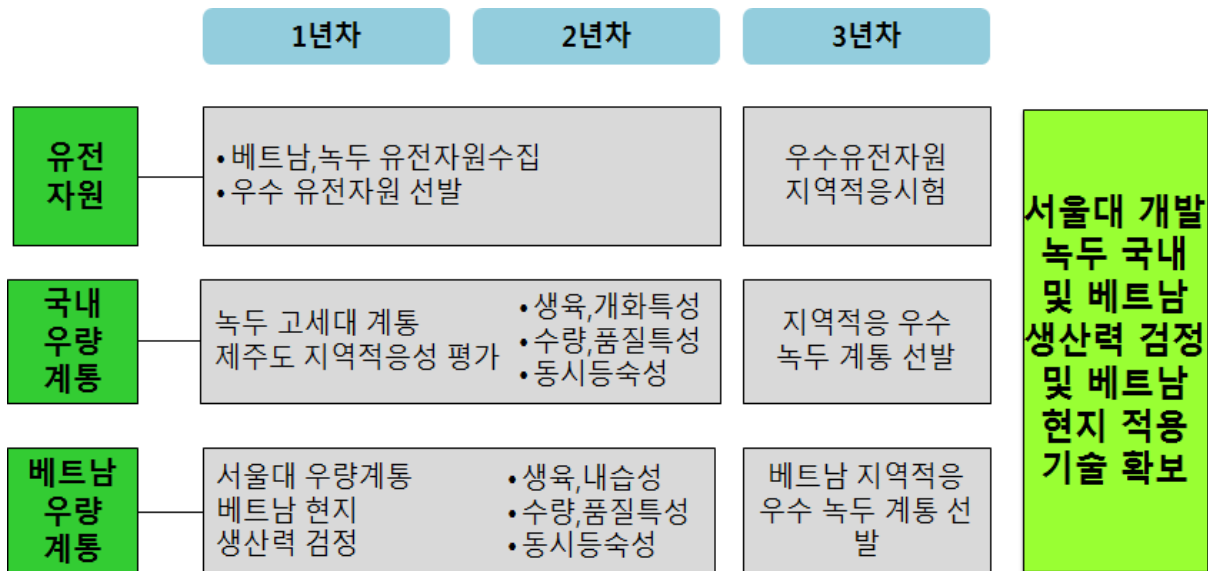 1년차
2년차
3년차
유전
자원
• 베트남,녹두 유전자원수집
• 우수 유전자원 선발
우수유전자원
지역적응시험
국내
우량
계통
녹두 고세대 계통
제주도 지역적응성 평가
• 생육,개화특성
• 수량,품질특성
• 동시등숙성
지역적응 우수
녹두 계통 선발
베트남
우량
계통
서울대 우량계통
베트남 현지
생산력 검정
• 생육,내습성
• 수량,품질특성
• 동시등숙성
베트남 지역적응
우수 녹두 계통 선
발
서울대 개발
녹두 국내
및 베트남
생산력 검정
및 베트남
현지 적용
기술 확보